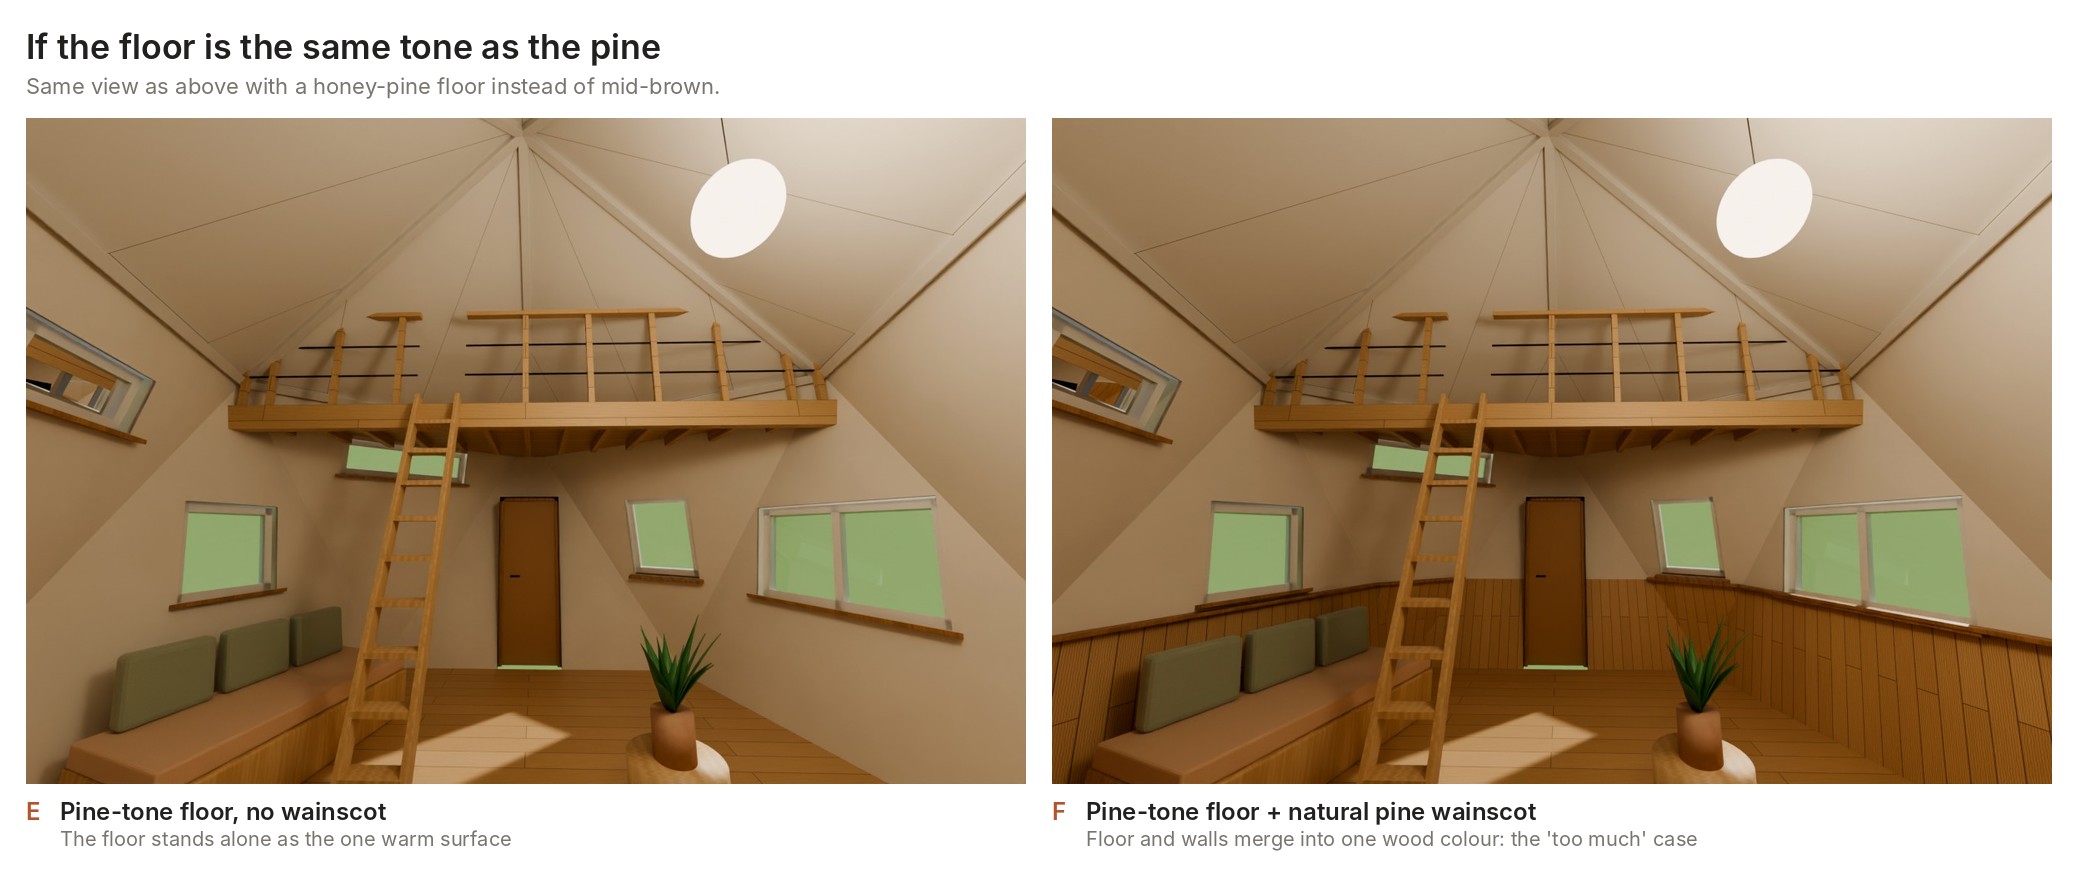 If the floor is the same tone as the pine
Same view as above with a honey-pine floor instead of mid-brown.
E Pine-tone floor, no wainscot
The floor stands alone as the one warm surface
F Pine-tone floor + natural pine wainscot
Floor and walls merge into one wood colour: the 'too much' case